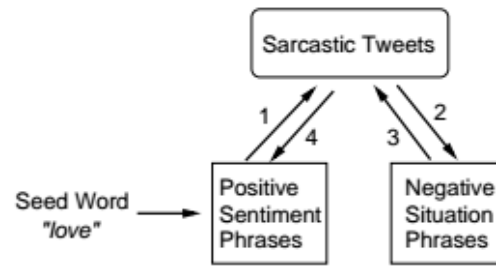 Sarcastic Tweets
1
2
4
3
Seed Word
"love"
Positive
Sentiment
Phrases
Negative
Situation
Phrases